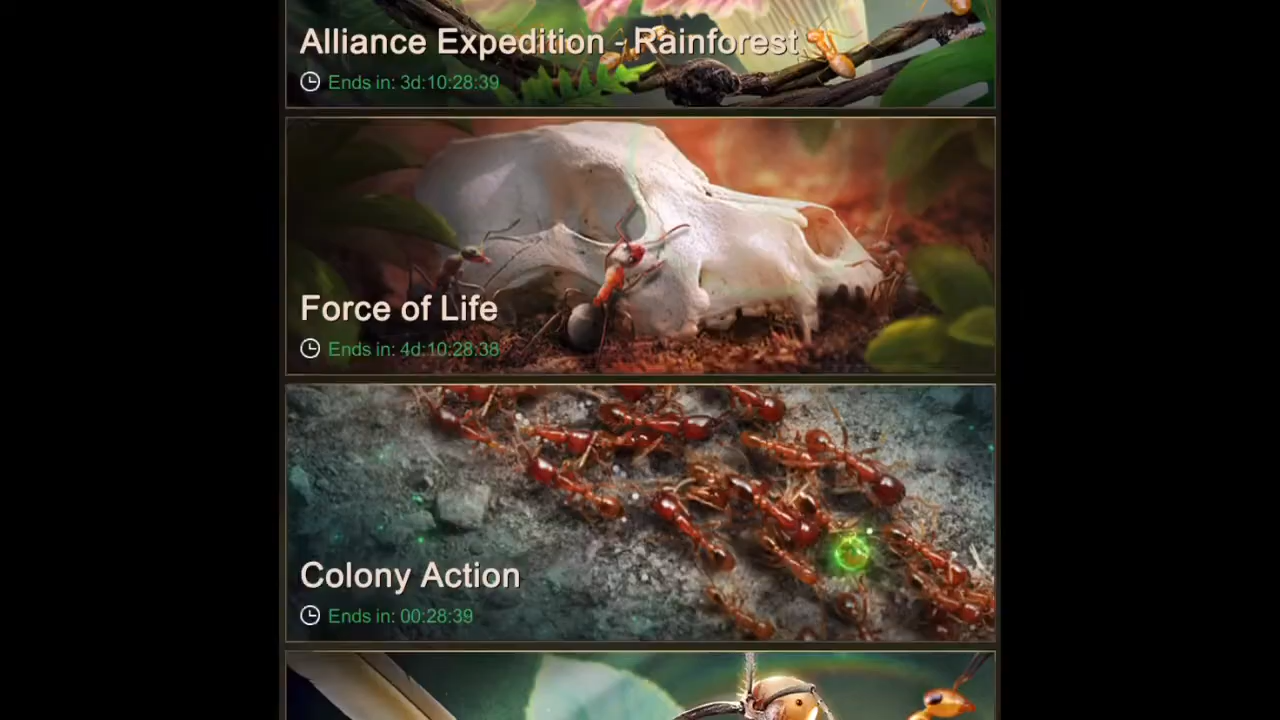 Alliance Expedition - Rainforest
Ends in: 3d:10:28:39
Force of Life
Ends in: 4d:10:28:38
Colony Action
Ends in: 00:28:39